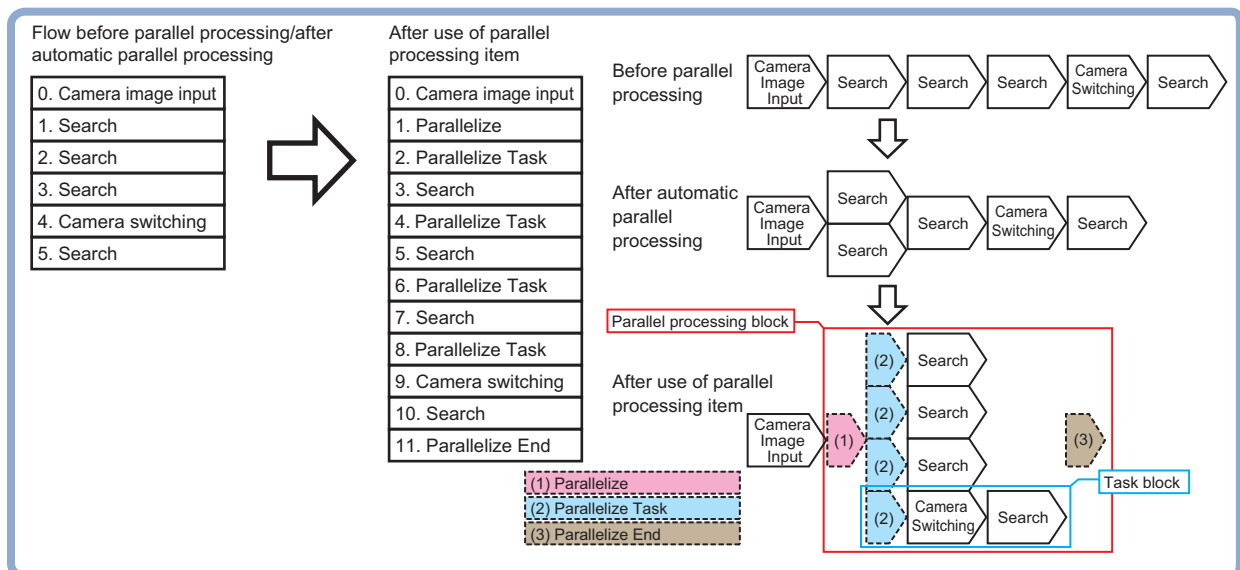 Flow before parallel processing/after
automatic parallel processing
0. Camera image input
1. Search
2. Search
3. Search
4. Camera switching
5. Search
After use of parallel
processing item
0. Camera image input
1. Parallelize
2. Parallelize Task
3. Search
4. Parallelize Task
5. Search
6. Parallelize Task
7. Search
8. Parallelize Task
9. Camera switching
10. Search
11. Parallelize End
Before parallel
processing
Camera
Image
Input
Search
Search
Search
Camera
Switching
Search
After automatic
parallel
processing
Camera
Image
Input
Search
Search
Search
Camera
Switching
Search
Parallel processing block
After use of parallel
processing item
Camera
Image
Input
(1)
(2)
Search
(2)
Search
(2)
Search
(2)
Camera
Switching
Search
(3)
Task block
(1) Parallelize
(2) Parallelize Task
(3) Parallelize End